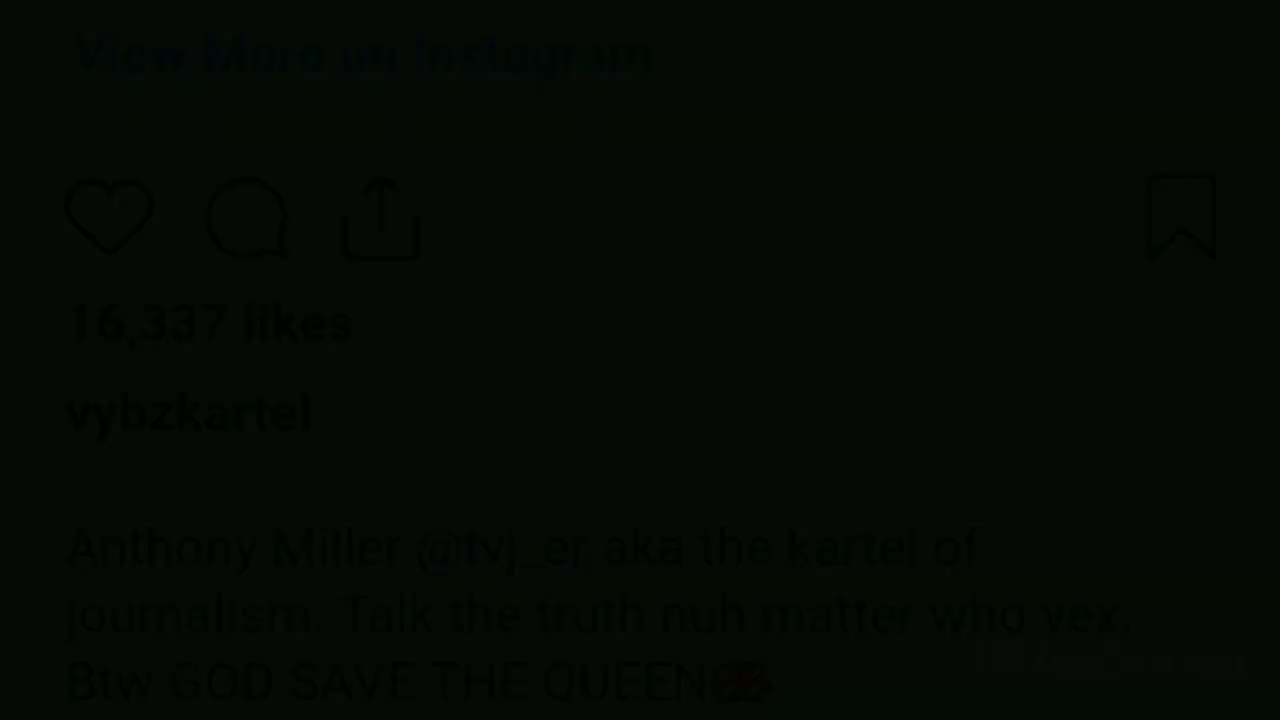 View More on Instagram
16,337 likes
vybzkartel
Anthony Miller @tvj_er aka the kartel of
journalism. Talk the truth nuh matter who vex.
Btw GOD SAVE THE QUEEN